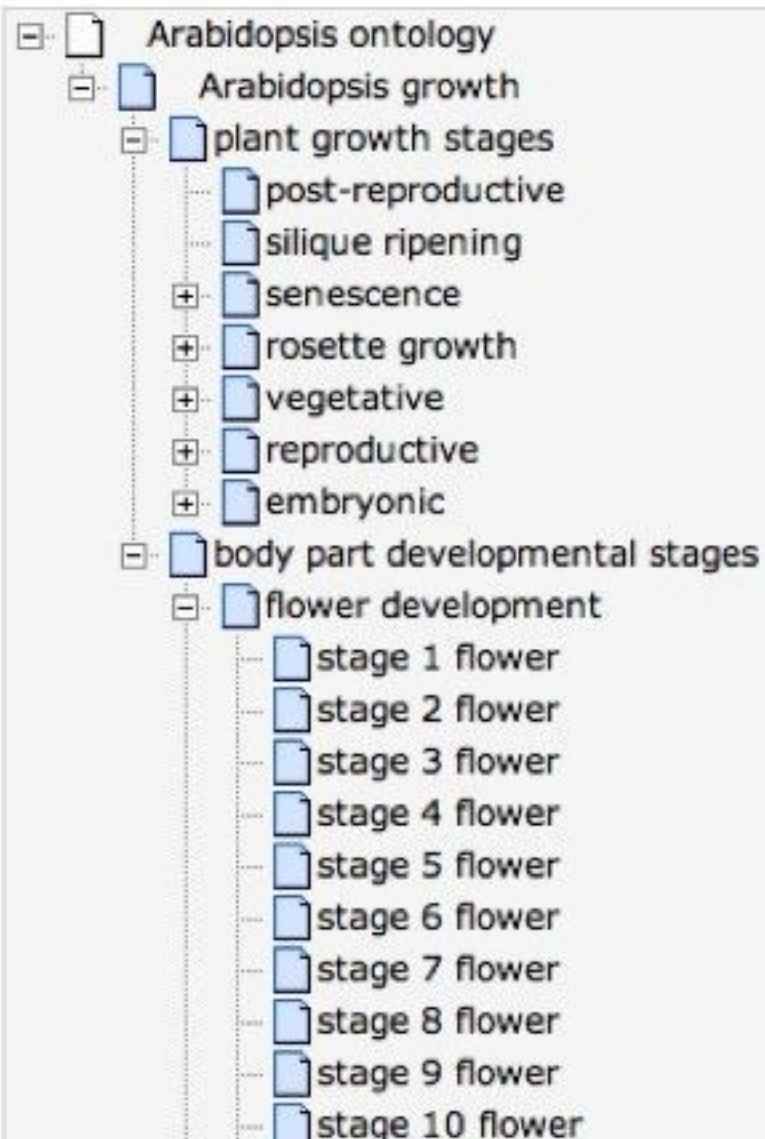 Arabidopsis ontology
Arabidopsis growth
plant growth stages
post-reproductive
silique ripening
senescence
rosette growth
vegetative
reproductive
embryonic
body part developmental stages
flower development
stage 1 flower
stage 2 flower
stage 3 flower
stage 4 flower
stage 5 flower
stage 6 flower
stage 7 flower
stage 8 flower
stage 9 flower
stage 10 flower